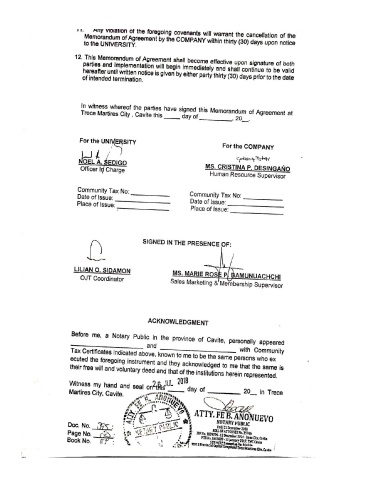 Any violation of the foregoing covenants will warrant the cancellation of the
Memorandum of Agreement by the COMPANY within thirty (30) days upon notice
to the UNIVERSITY.
12. This Memorandum of Agreement shall become effective upon signature of both
parties and implementation will begin immediately and shall continue to be valid
hereafter until written notice is given by either party thirty (30) days prior to the date
of intended termination.
In witness whereof the parties have signed this Memorandum of Agreement at
Trece Martires City , Cavite this _____ day of __________, 20__.
For the UNIVERSITY
For the COMPANY
NOEL A. SEDIGO
Officer In Charge
MS. CRISTINA P. DESINGAÑO
Human Resource Supervisor
Community Tax No: __________
Date of Issue: __________
Place of Issue: __________
Community Tax No: __________
Date of Issue: __________
Place of Issue: __________
SIGNED IN THE PRESENCE OF:
LILIAN O. SIDAMON
OJT Coordinator
MS. MARIE ROSE P. SAMUNUACHCHI
Sales Marketing & Membership Supervisor
ACKNOWLEDGMENT
Before me, a Notary Public in the province of Cavite, personally appeared
__________ and __________ with Community
Tax Certificates indicated above, known to me to be the same persons who ex
ecuted the foregoing instrument and they acknowledged to me that the same is
their free will and voluntary deed and that of the institutions herein represented.
Witness my hand and seal on this 2018 day of __________ 20__ in Trece
Martires City, Cavite.
ATTY. FE B. AÑONUEVO
NOTARY PUBLIC
Doc. No.
Page No.
Book No.